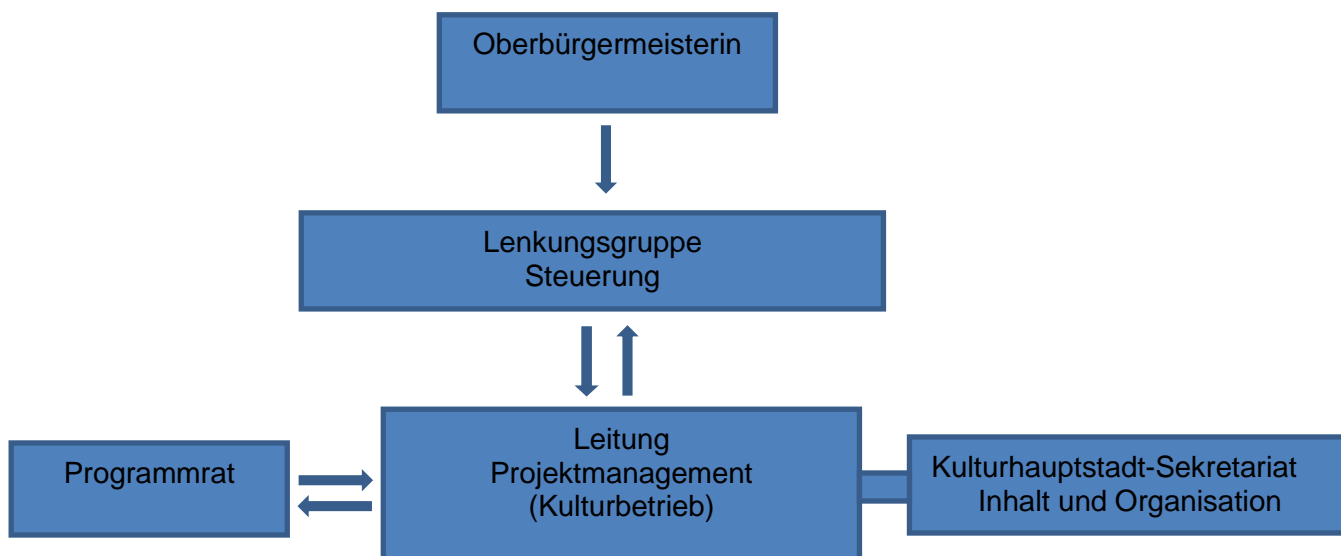 Oberbürgermeisterin
Lenkungsgruppe
Steuerung
Programmrat
Leitung
Projektmanagement
(Kulturbetrieb)
Kulturhauptstadt-Sekretariat
Inhalt und Organisation